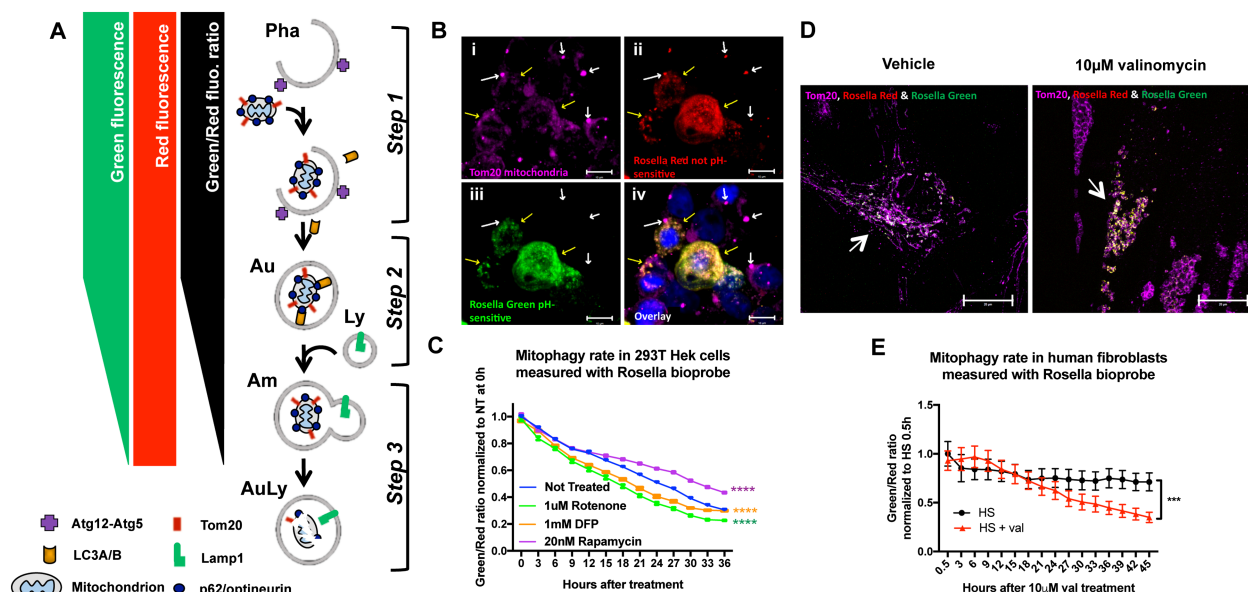 A
Green fluorescence
Red fluorescence
Green/Red fluo. ratio
Pha
Au
Ly
Am
AuLy
Step 1
Step 2
Step 3
Atg12-Atg5
Tom20
LC3A/B
Lamp1
Mitochondrion
p62/optineurin
B
i
Tom20 mitochondria
ii
Rosella Red not pH-
sensitive
iii
Rosella Green pH-
sensitive
iv
Overlay
C
Mitophagy rate in 293T Hek cells
measured with Rosella bioprobe
Green/Red ratio normalized to NT at 0h
1.0
0.8
0.6
0.4
0.2
0.0
Not Treated
1uM Rotenone
1mM DFP
20nM Rapamycin
****
****
****
0 3 6 9 12 15 18 21 24 27 30 33 36
Hours after treatment
D
Vehicle
10µM valinomycin
Tom20, Rosella Red & Rosella Green
Tom20, Rosella Red & Rosella Green
20 µm
20 µm
E
Mitophagy rate in human fibroblasts
measured with Rosella bioprobe
Green/Red ratio
normalized to HS 0.5h
1.5
1.0
0.5
0.0
HS
HS + val
***
0.5 3 6 9 12 15 18 21 24 27 30 33 36 39 42 45
Hours after 10µM val treatment